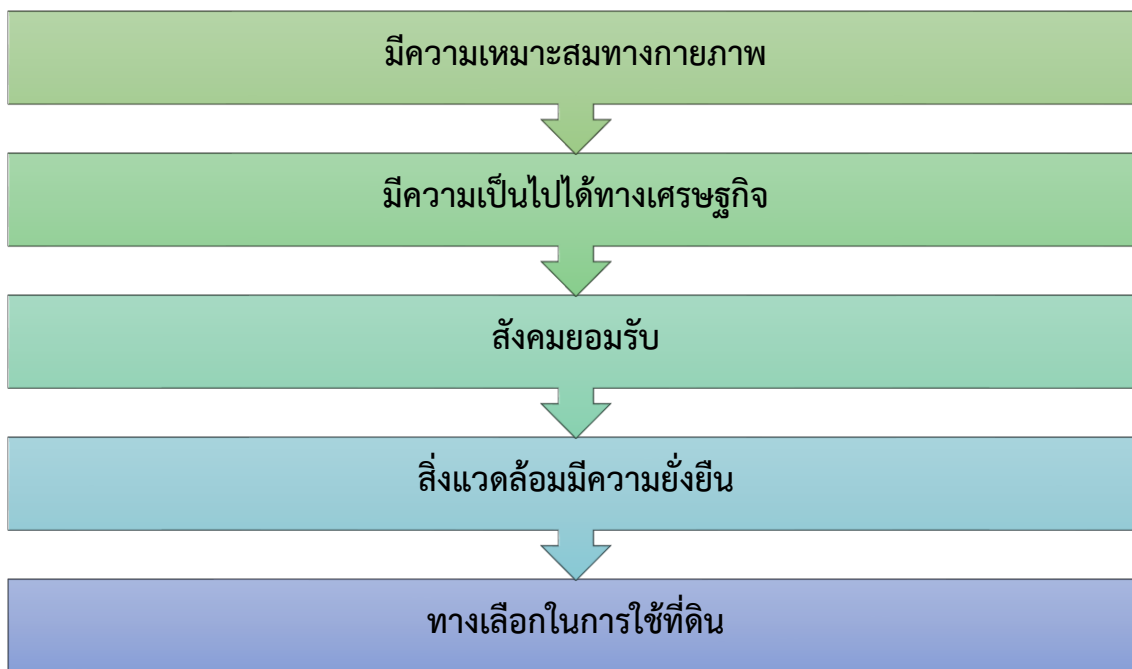 มีความเหมาะสมทางกายภาพ
มีความเป็นไปได้ทางเศรษฐกิจ
สังคมยอมรับ
สิ่งแวดล้อมมีความยั่งยืน
ทางเลือกในการใช้ที่ดิน